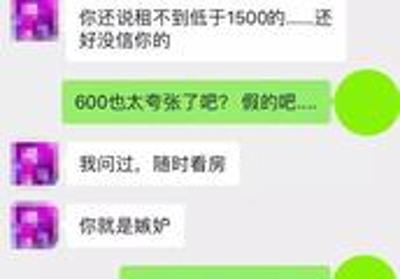 你还说租不到低于1500的......还
好没信你的
600也太夸张了吧？ 假的吧....
我问过，随时看房
你就是嫉妒